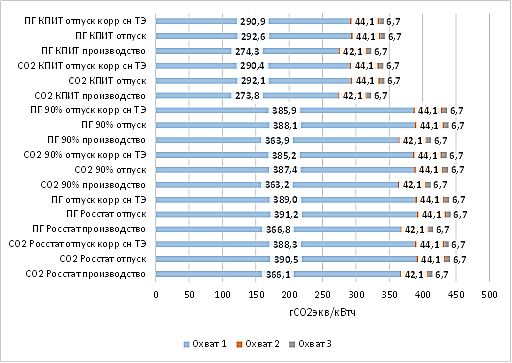 ПГ КПИТ отпуск корр сн ТЭ 290,9 44,1 6,7
ПГ КПИТ отпуск 292,6 44,1 6,7
ПГ КПИТ производство 274,3 42,1 6,7
СО2 КПИТ отпуск корр сн ТЭ 290,4 44,1 6,7
СО2 КПИТ отпуск 292,1 44,1 6,7
СО2 КПИТ производство 273,8 42,1 6,7
ПГ 90% отпуск корр сн ТЭ 385,9 44,1 6,7
ПГ 90% отпуск 388,1 44,1 6,7
ПГ 90% производство 363,9 42,1 6,7
СО2 90% отпуск корр сн ТЭ 385,2 44,1 6,7
СО2 90% отпуск 387,4 44,1 6,7
СО2 90% производство 363,2 42,1 6,7
ПГ отпуск корр сн ТЭ 389,0 44,1 6,7
ПГ Росстат отпуск 391,2 44,1 6,7
ПГ Росстат производство 366,8 42,1 6,7
СО2 Росстат отпуск корр сн ТЭ 388,3 44,1 6,7
СО2 Росстат отпуск 390,5 44,1 6,7
СО2 Росстат производство 366,1 42,1 6,7
0 50 100 150 200 250 300 350 400 450 500
гСО2экв/кВтч
Охват 1 Охват 2 Охват 3